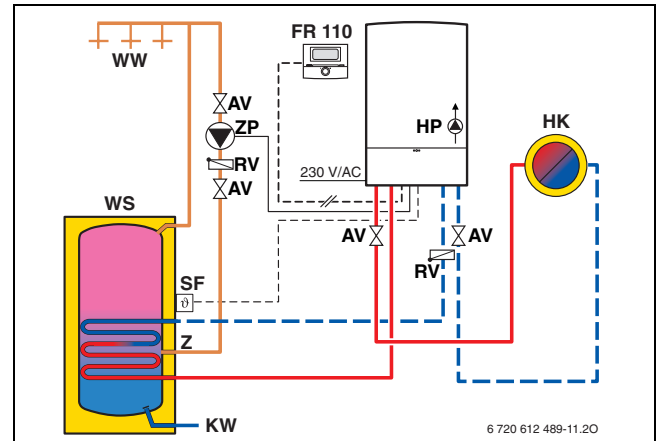 FR 110
WW
AV
ZP
HP
HK
RV
230 V/AC
AV
WS
AV
AV
RV
SF
ϑ
Z
KW
6 720 612 489-11.2O